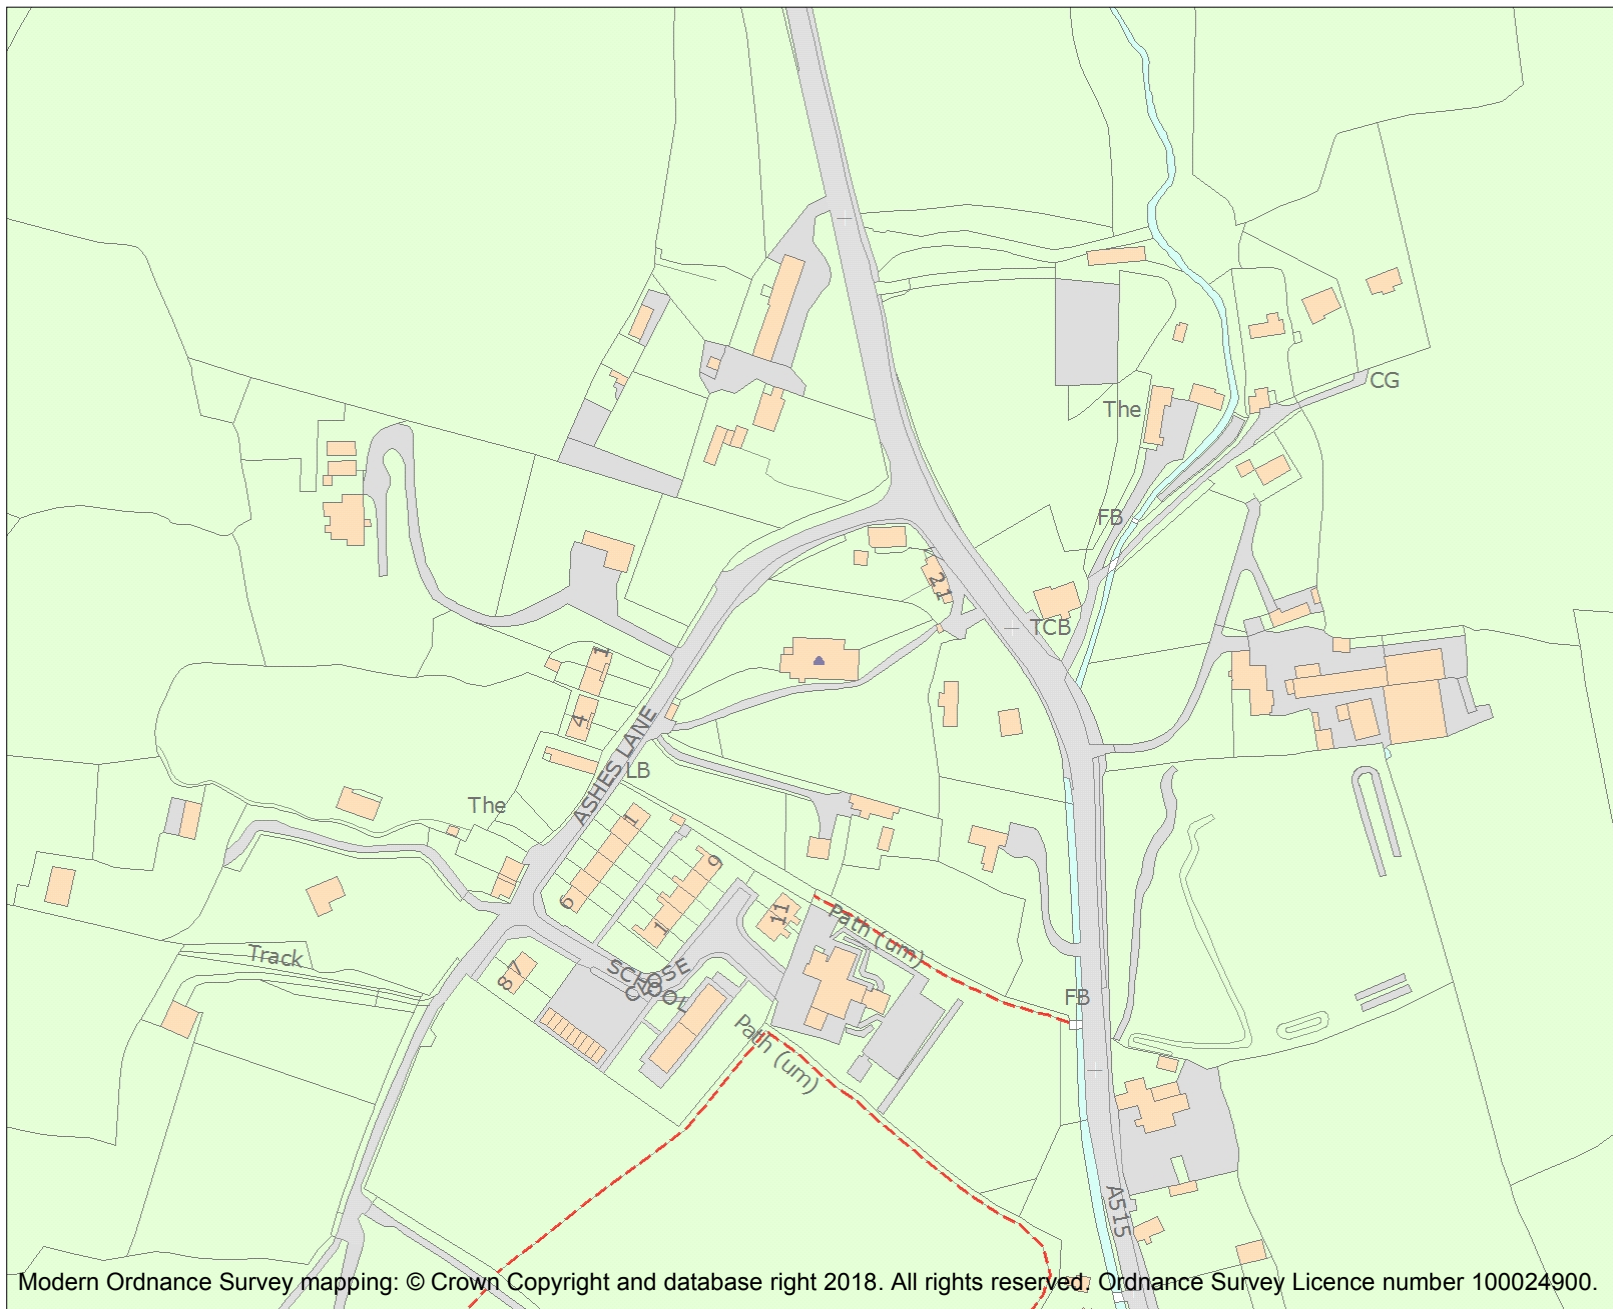 CG
The
FB
2 1
TCB
1
4
ASHES LANE
LB
The
1
6
9
1
11
Path (um)
Track
8 7
SCHOOL
CLOSE
FB
Path (um)
A515
Modern Ordnance Survey mapping: © Crown Copyright and database right 2018. All rights reserved. Ordnance Survey Licence number 100024900.